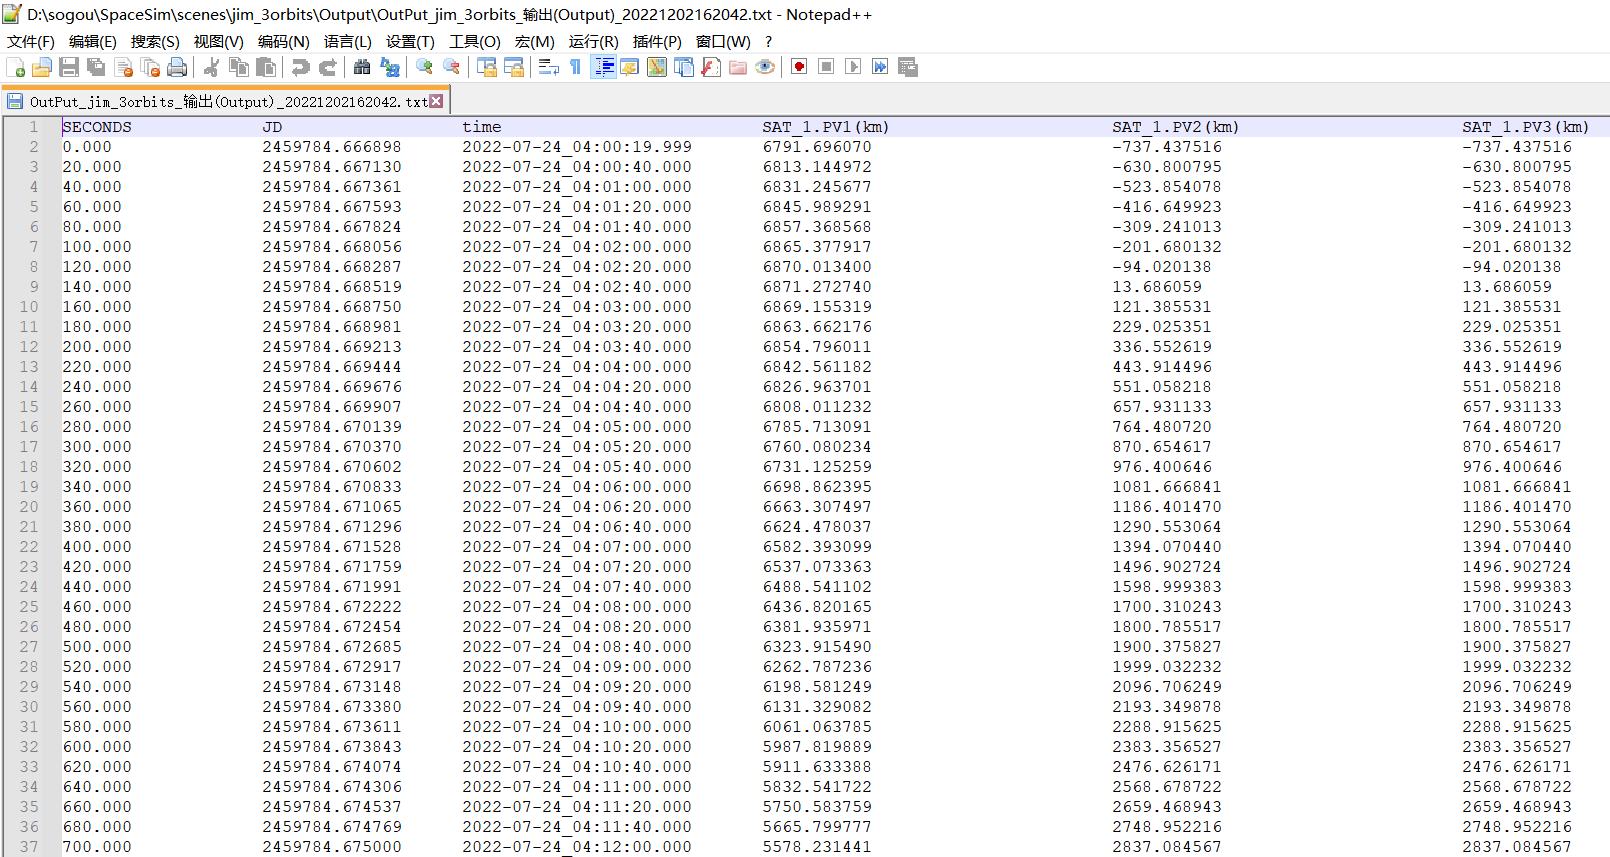 D:\sogou\SpaceSim\scenes\jim_3orbits\Output\OutPut_jim_3orbits_输出(Output)_20221202162042.txt - Notepad++
文件(F) 编辑(E) 搜索(S) 视图(V) 编码(N) 语言(L) 设置(T) 工具(O) 宏(M) 运行(R) 插件(P) 窗口(W) ?
OutPut_jim_3orbits_输出(Output)_20221202162042.txt
1 SECONDS JD time SAT_1.PV1(km) SAT_1.PV2(km) SAT_1.PV3(km)
2 0.000 2459784.666898 2022-07-24_04:00:19.999 6791.696070 -737.437516 -737.437516
3 20.000 2459784.667130 2022-07-24_04:00:40.000 6813.144972 -630.800795 -630.800795
4 40.000 2459784.667361 2022-07-24_04:01:00.000 6831.245677 -523.854078 -523.854078
5 60.000 2459784.667593 2022-07-24_04:01:20.000 6845.989291 -416.649923 -416.649923
6 80.000 2459784.667824 2022-07-24_04:01:40.000 6857.368568 -309.241013 -309.241013
7 100.000 2459784.668056 2022-07-24_04:02:00.000 6865.377917 -201.680132 -201.680132
8 120.000 2459784.668287 2022-07-24_04:02:20.000 6870.013400 -94.020138 -94.020138
9 140.000 2459784.668519 2022-07-24_04:02:40.000 6871.272740 13.686059 13.686059
10 160.000 2459784.668750 2022-07-24_04:03:00.000 6869.155319 121.385531 121.385531
11 180.000 2459784.668981 2022-07-24_04:03:20.000 6863.662176 229.025351 229.025351
12 200.000 2459784.669213 2022-07-24_04:03:40.000 6854.796011 336.552619 336.552619
13 220.000 2459784.669444 2022-07-24_04:04:00.000 6842.561182 443.914496 443.914496
14 240.000 2459784.669676 2022-07-24_04:04:20.000 6826.963701 551.058218 551.058218
15 260.000 2459784.669907 2022-07-24_04:04:40.000 6808.011232 657.931133 657.931133
16 280.000 2459784.670139 2022-07-24_04:05:00.000 6785.713091 764.480720 764.480720
17 300.000 2459784.670370 2022-07-24_04:05:20.000 6760.080234 870.654617 870.654617
18 320.000 2459784.670602 2022-07-24_04:05:40.000 6731.125259 976.400646 976.400646
19 340.000 2459784.670833 2022-07-24_04:06:00.000 6698.862395 1081.666841 1081.666841
20 360.000 2459784.671065 2022-07-24_04:06:20.000 6663.307497 1186.401470 1186.401470
21 380.000 2459784.671296 2022-07-24_04:06:40.000 6624.478037 1290.553064 1290.553064
22 400.000 2459784.671528 2022-07-24_04:07:00.000 6582.393099 1394.070440 1394.070440
23 420.000 2459784.671759 2022-07-24_04:07:20.000 6537.073363 1496.902724 1496.902724
24 440.000 2459784.671991 2022-07-24_04:07:40.000 6488.541102 1598.999383 1598.999383
25 460.000 2459784.672222 2022-07-24_04:08:00.000 6436.820165 1700.310243 1700.310243
26 480.000 2459784.672454 2022-07-24_04:08:20.000 6381.935971 1800.785517 1800.785517
27 500.000 2459784.672685 2022-07-24_04:08:40.000 6323.915490 1900.375827 1900.375827
28 520.000 2459784.672917 2022-07-24_04:09:00.000 6262.787236 1999.032232 1999.032232
29 540.000 2459784.673148 2022-07-24_04:09:20.000 6198.581249 2096.706249 2096.706249
30 560.000 2459784.673380 2022-07-24_04:09:40.000 6131.329082 2193.349878 2193.349878
31 580.000 2459784.673611 2022-07-24_04:10:00.000 6061.063785 2288.915625 2288.915625
32 600.000 2459784.673843 2022-07-24_04:10:20.000 5987.819889 2383.356527 2383.356527
33 620.000 2459784.674074 2022-07-24_04:10:40.000 5911.633388 2476.626171 2476.626171
34 640.000 2459784.674306 2022-07-24_04:11:00.000 5832.541722 2568.678722 2568.678722
35 660.000 2459784.674537 2022-07-24_04:11:20.000 5750.583759 2659.468943 2659.468943
36 680.000 2459784.674769 2022-07-24_04:11:40.000 5665.799777 2748.952216 2748.952216
37 700.000 2459784.675000 2022-07-24_04:12:00.000 5578.231441 2837.084567 2837.084567